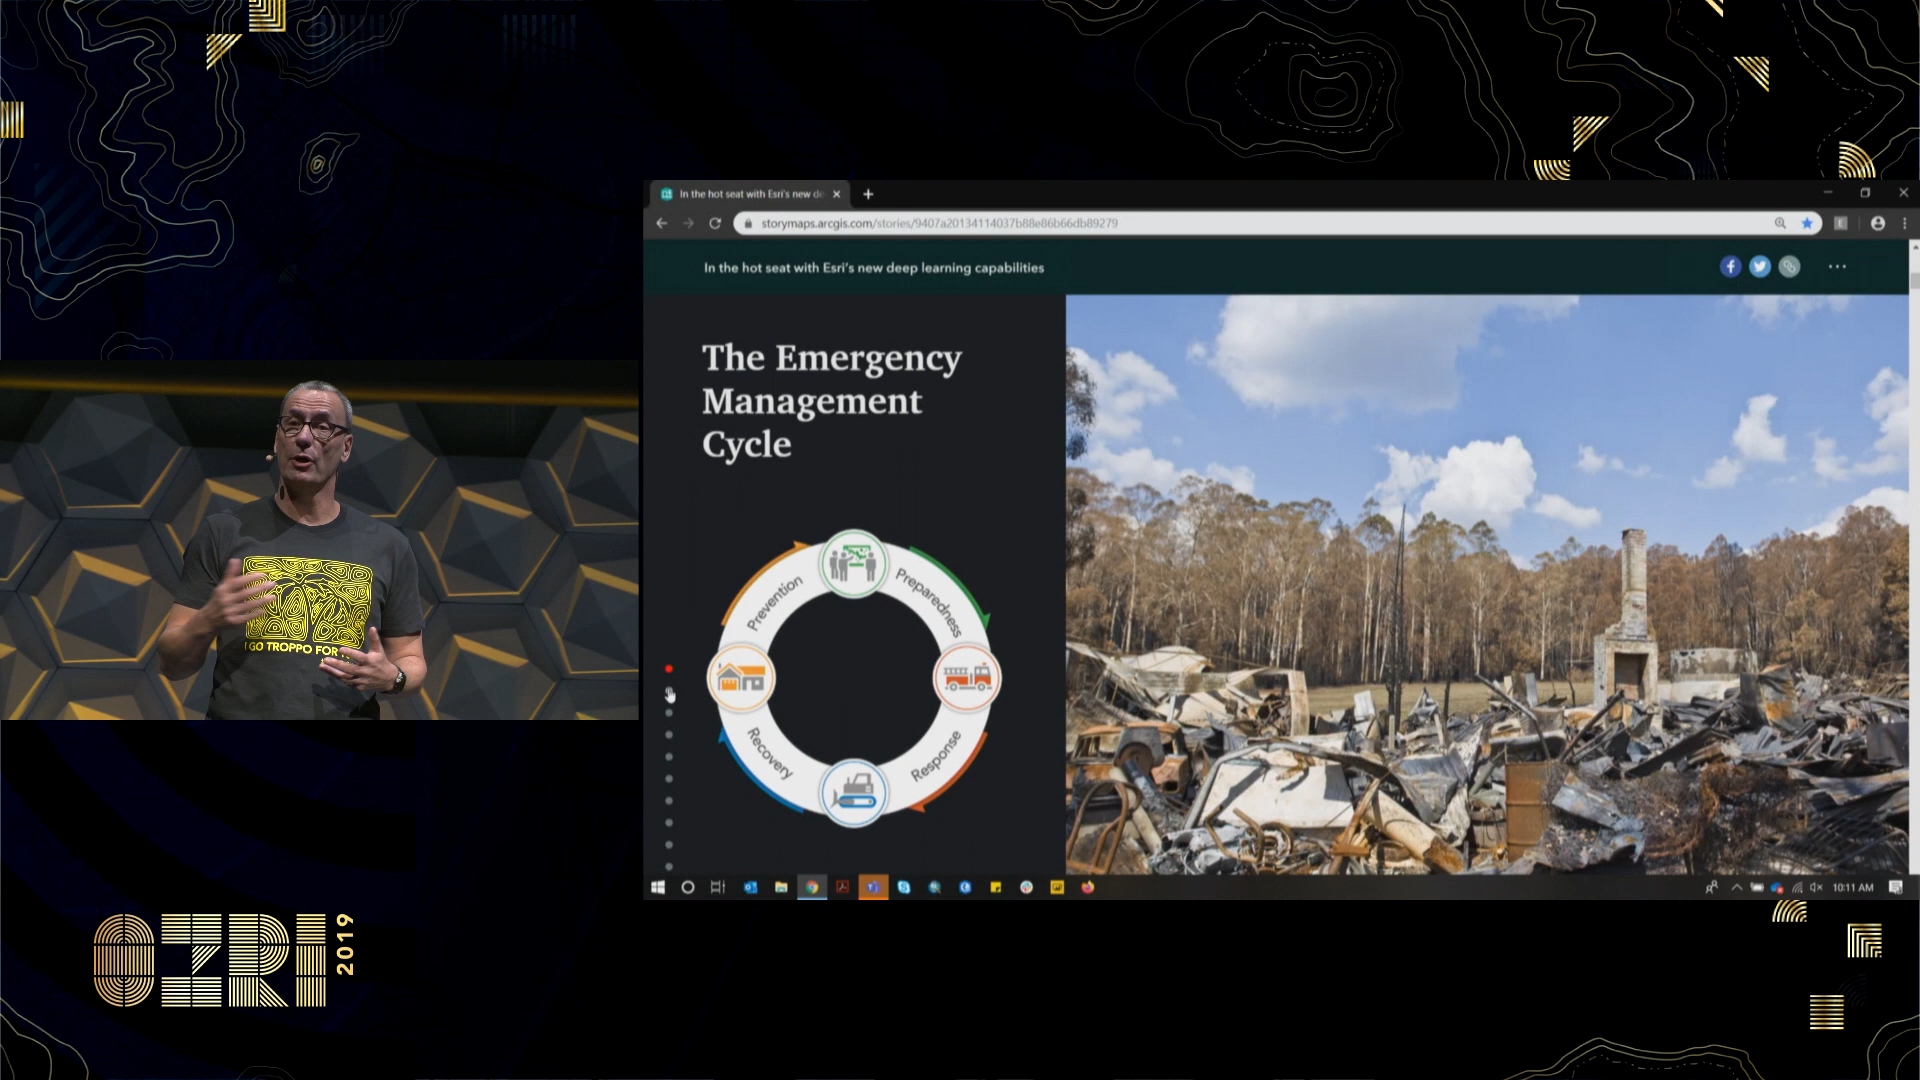 In the hot seat with Esri's new de
storymaps.arcgis.com/stories/9407a20134114037b88e86b66db89279
In the hot seat with Esri's new deep learning capabilities
The Emergency
Management
Cycle
Prevention
Preparedness
Recovery
Response
I GO TROPPO FOR
10:11 AM
OZRI 2019